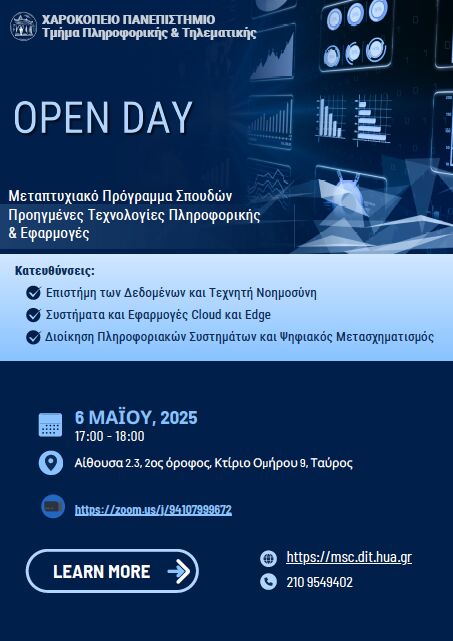 ΧΑΡΟΚΟΠΕΙΟ ΠΑΝΕΠΙΣΤΗΜΙΟ
Τμήμα Πληροφορικής & Τηλεματικής
OPEN DAY
Μεταπτυχιακό Πρόγραμμα Σπουδών
Προηγμένες Τεχνολογίες Πληροφορικής
& Εφαρμογές
Κατευθύνσεις:
Επιστήμη των Δεδομένων και Τεχνητή Νοημοσύνη
Συστήματα και Εφαρμογές Cloud και Edge
Διοίκηση Πληροφοριακών Συστημάτων και Ψηφιακός Μετασχηματισμός
6 ΜΑΪΟΥ, 2025
17:00 - 18:00
Αίθουσα 2.3, 2ος όροφος, Κτίριο Ομήρου 9, Ταύρος
https://zoom.us/j/94107999672
LEARN MORE
https://msc.dit.hua.gr
210 9549402